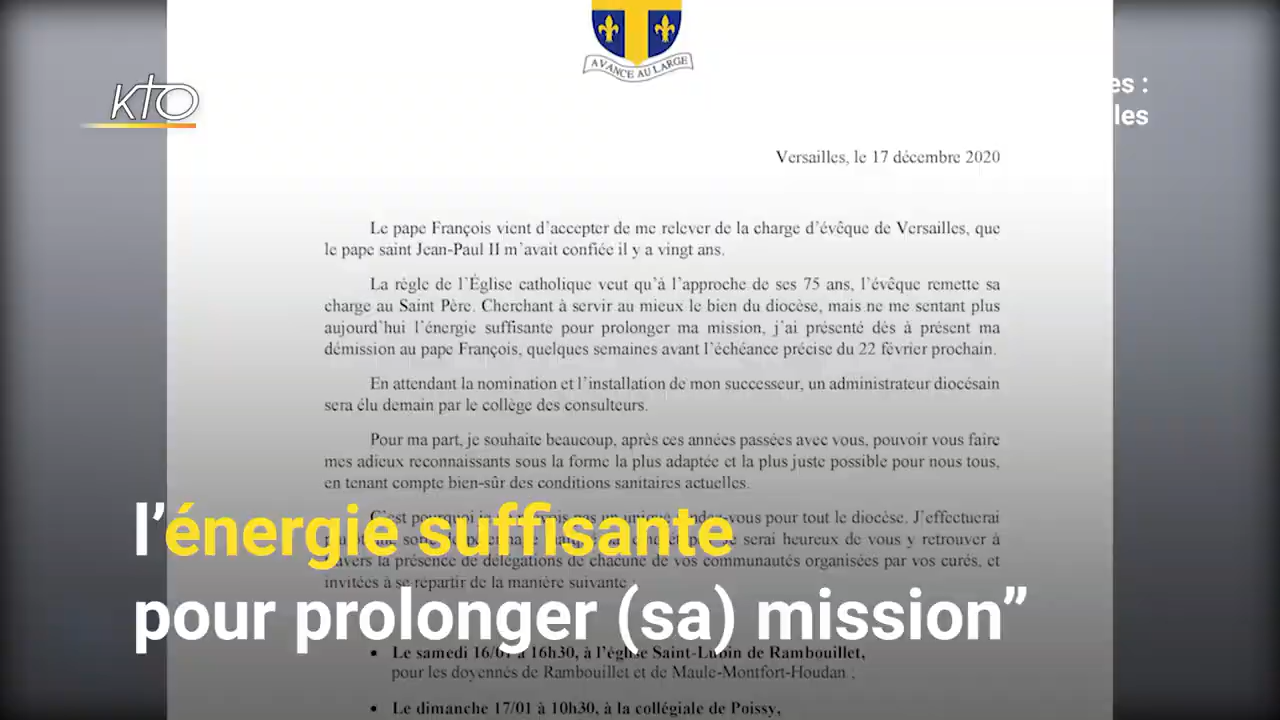 AVANCE AU LARGE
KTO
es :
les
Versailles, le 17 décembre 2020
Le pape François vient d'accepter de me relever de la charge d'évêque de Versailles, que
le pape saint Jean-Paul II m'avait confiée il y a vingt ans.
La règle de l'Église catholique veut qu'à l'approche de ses 75 ans, l'évêque remette sa
charge au Saint Père. Cherchant à servir au mieux le bien du diocèse, mais ne me sentant plus
aujourd'hui l'énergie suffisante pour prolonger ma mission, j'ai présenté dès à présent ma
démission au pape François, quelques semaines avant l'échéance précise du 22 février prochain.
En attendant la nomination et l'installation de mon successeur, un administrateur diocésain
sera élu demain par le collège des consulteurs.
Pour ma part, je souhaite beaucoup, après ces années passées avec vous, pouvoir vous faire
mes adieux reconnaissants sous la forme la plus adaptée et la plus juste possible pour nous tous,
en tenant compte bien-sûr des conditions sanitaires actuelles.
C'est pourquoi pas un unique rendez-vous pour tout le diocèse. J'effectuerai
serai heureux de vous y retrouver à
travers la présence de délégations de chacune de vos communautés organisées par vos curés, et
invitées à se répartir de la manière suivante :
l'énergie suffisante
pour prolonger (sa) mission”
• Le samedi 16/01 à 16h30, à l'église Saint-Lubin de Rambouillet,
pour les doyennés de Rambouillet et de Maule-Montfort-Houdan ;
• Le dimanche 17/01 à 10h30, à la collégiale de Poissy,